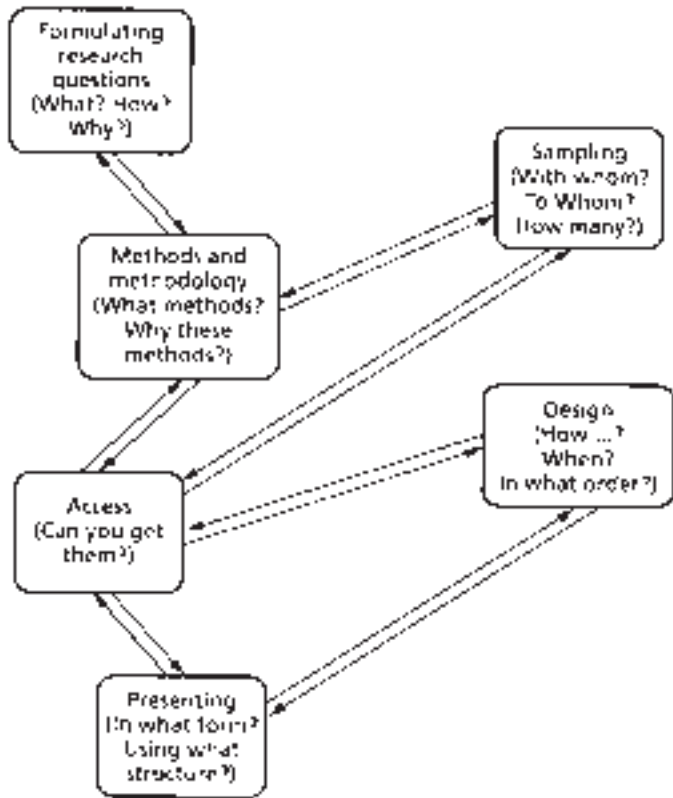 Formulating
research
questions
(What? How?
Why?)
Sampling
(With whom?
To Whom?
How many?)
Methods and
methodology
(What methods?
Why these
methods?)
Design
(How ...?
When?
In what order?)
Access
(Can you get
them?)
Presenting
(In what form?
Using what
structure?)